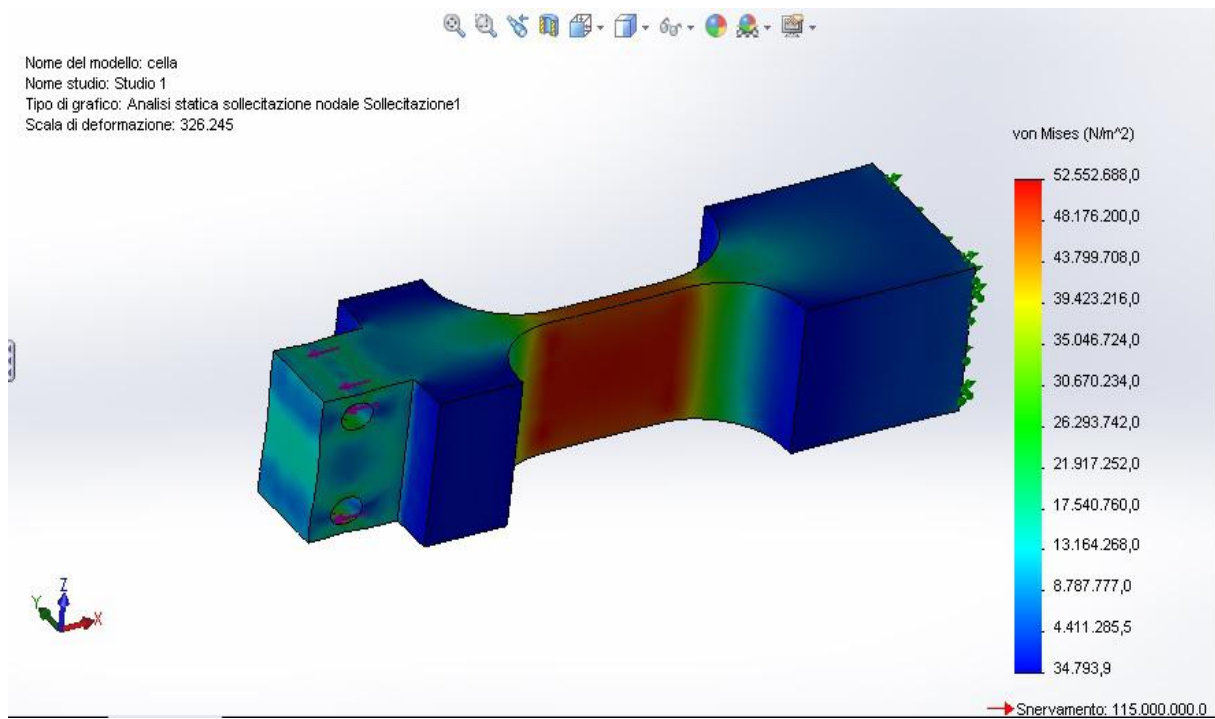 Nome del modello: cella
Nome studio: Studio 1
Tipo di grafico: Analisi statica sollecitazione nodale Sollecitazione1
Scala di deformazione: 326.245
von Mises (N/m^2)
52.552.688,0
48.176.200,0
43.799.708,0
39.423.216,0
35.046.724,0
30.670.234,0
26.293.742,0
21.917.252,0
17.540.760,0
13.164.268,0
8.787.777,0
4.411.285,5
34.793,9
Snervamento: 115.000.000,0
Z
Y
X